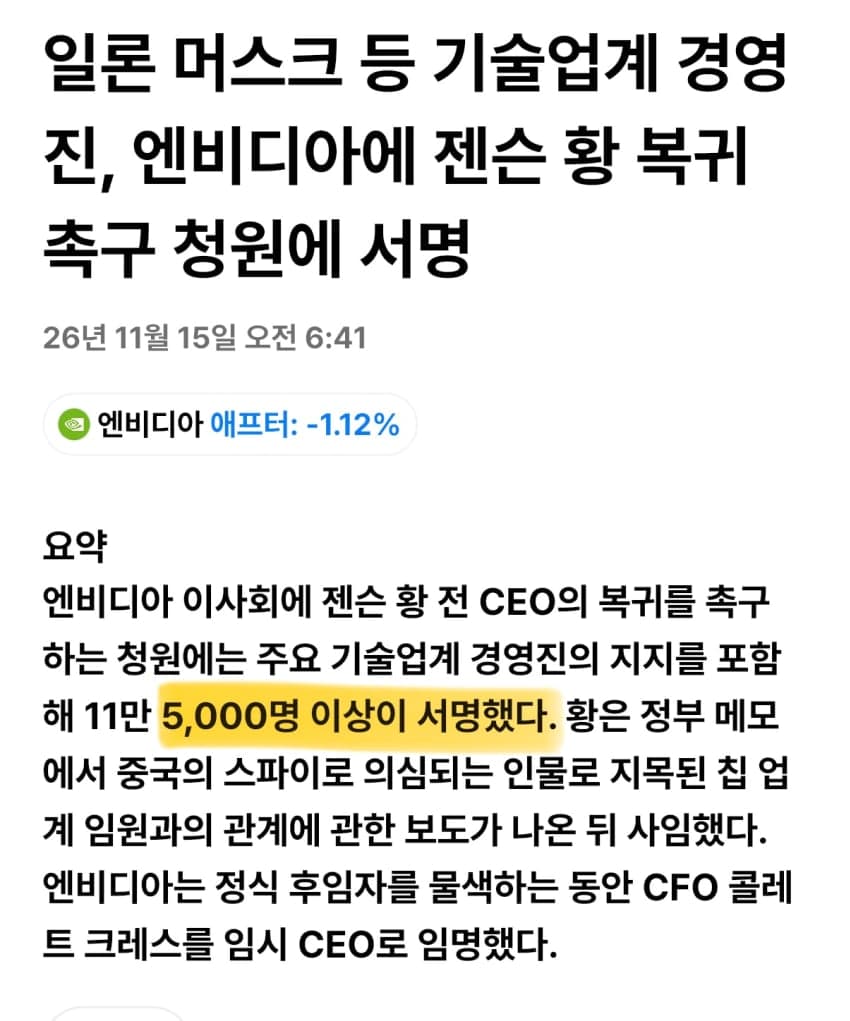 일론 머스크 등 기술업계 경영
진, 엔비디아에 젠슨 황 복귀
촉구 청원에 서명
26년 11월 15일 오전 6:41
엔비디아 애프터: -1.12%
요약
엔비디아 이사회에 젠슨 황 전 CEO의 복귀를 촉구
하는 청원에는 주요 기술업계 경영진의 지지를 포함
해 11만 5,000명 이상이 서명했다. 황은 정부 메모
에서 중국의 스파이로 의심되는 인물로 지목된 칩 업
계 임원과의 관계에 관한 보도가 나온 뒤 사임했다.
엔비디아는 정식 후임자를 물색하는 동안 CFO 콜레
트 크레스를 임시 CEO로 임명했다.